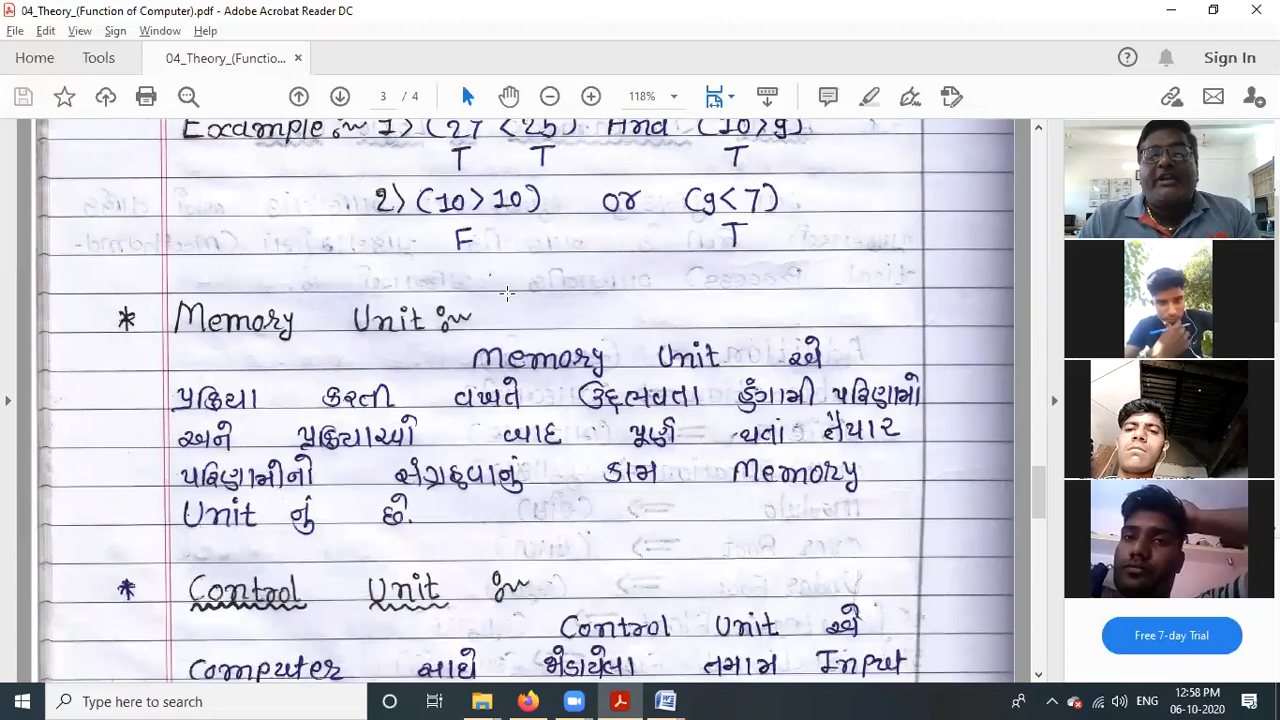 04_Theory_(Function of Computer).pdf - Adobe Acrobat Reader DC
File Edit View Sign Window Help
Home Tools 04_Theory_(Functio... × Sign In
3 / 4 118%
Example :~ 1) (27 < 25) And (10>9)
T T T
2) (10>10) or (9<7)
F T
* Memory Unit :~
Memory Unit એ
પ્રક્રિયા કરતી વખતે ઉદ્દભવતા હુંગામી પરિણામો
અને પ્રક્રિયાઓ બાદ પૂર્ણ થતાં તૈયાર
પરિણામોનો સંગ્રહવાનું કામ Memory
Unit નું છે.
* Control Unit :~
Control Unit એ
Computer સાથે જોડાયેલા તમામ Input
Free 7-day Trial
Type here to search
ENG 12:58 PM
06-10-2020